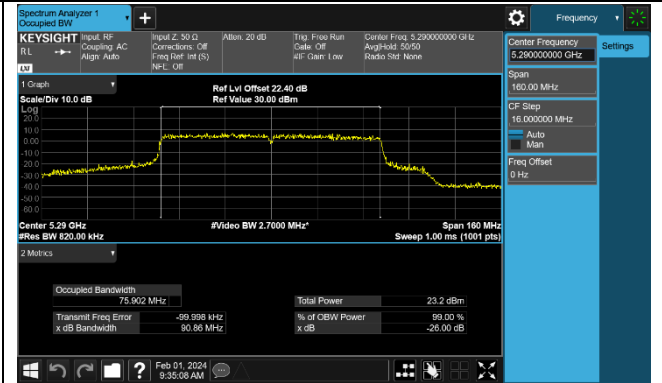 Spectrum Analyzer 1
Occupied BW
Frequency
KEYSIGHT
RL
LXI
Input: RF
Coupling: AC
Align: Auto
Input Z: 50 Ω
Corrections: Off
Freq Ref: Int (S)
NFE: Off
Atten: 20 dB
Trig: Free Run
Gate: Off
#IF Gain: Low
Center Freq: 5.290000000 GHz
Avg|Hold: 50/50
Radio Std: None
Center Frequency
5.290000000 GHz
Settings
Span
160.00 MHz
CF Step
16.000000 MHz
Auto
Man
Freq Offset
0 Hz
1 Graph
Scale/Div 10.0 dB
Ref Lvl Offset 22.40 dB
Ref Value 30.00 dBm
Log
20.0
10.0
0.00
-10.0
-20.0
-30.0
-40.0
-50.0
-60.0
Center 5.29 GHz
#Res BW 820.00 kHz
#Video BW 2.7000 MHz*
Span 160 MHz
Sweep 1.00 ms (1001 pts)
2 Metrics
Occupied Bandwidth
75.902 MHz
Total Power 23.2 dBm
Transmit Freq Error -99.998 kHz
% of OBW Power 99.00 %
x dB Bandwidth 90.86 MHz
x dB -26.00 dB
Feb 01, 2024
9:35:08 AM